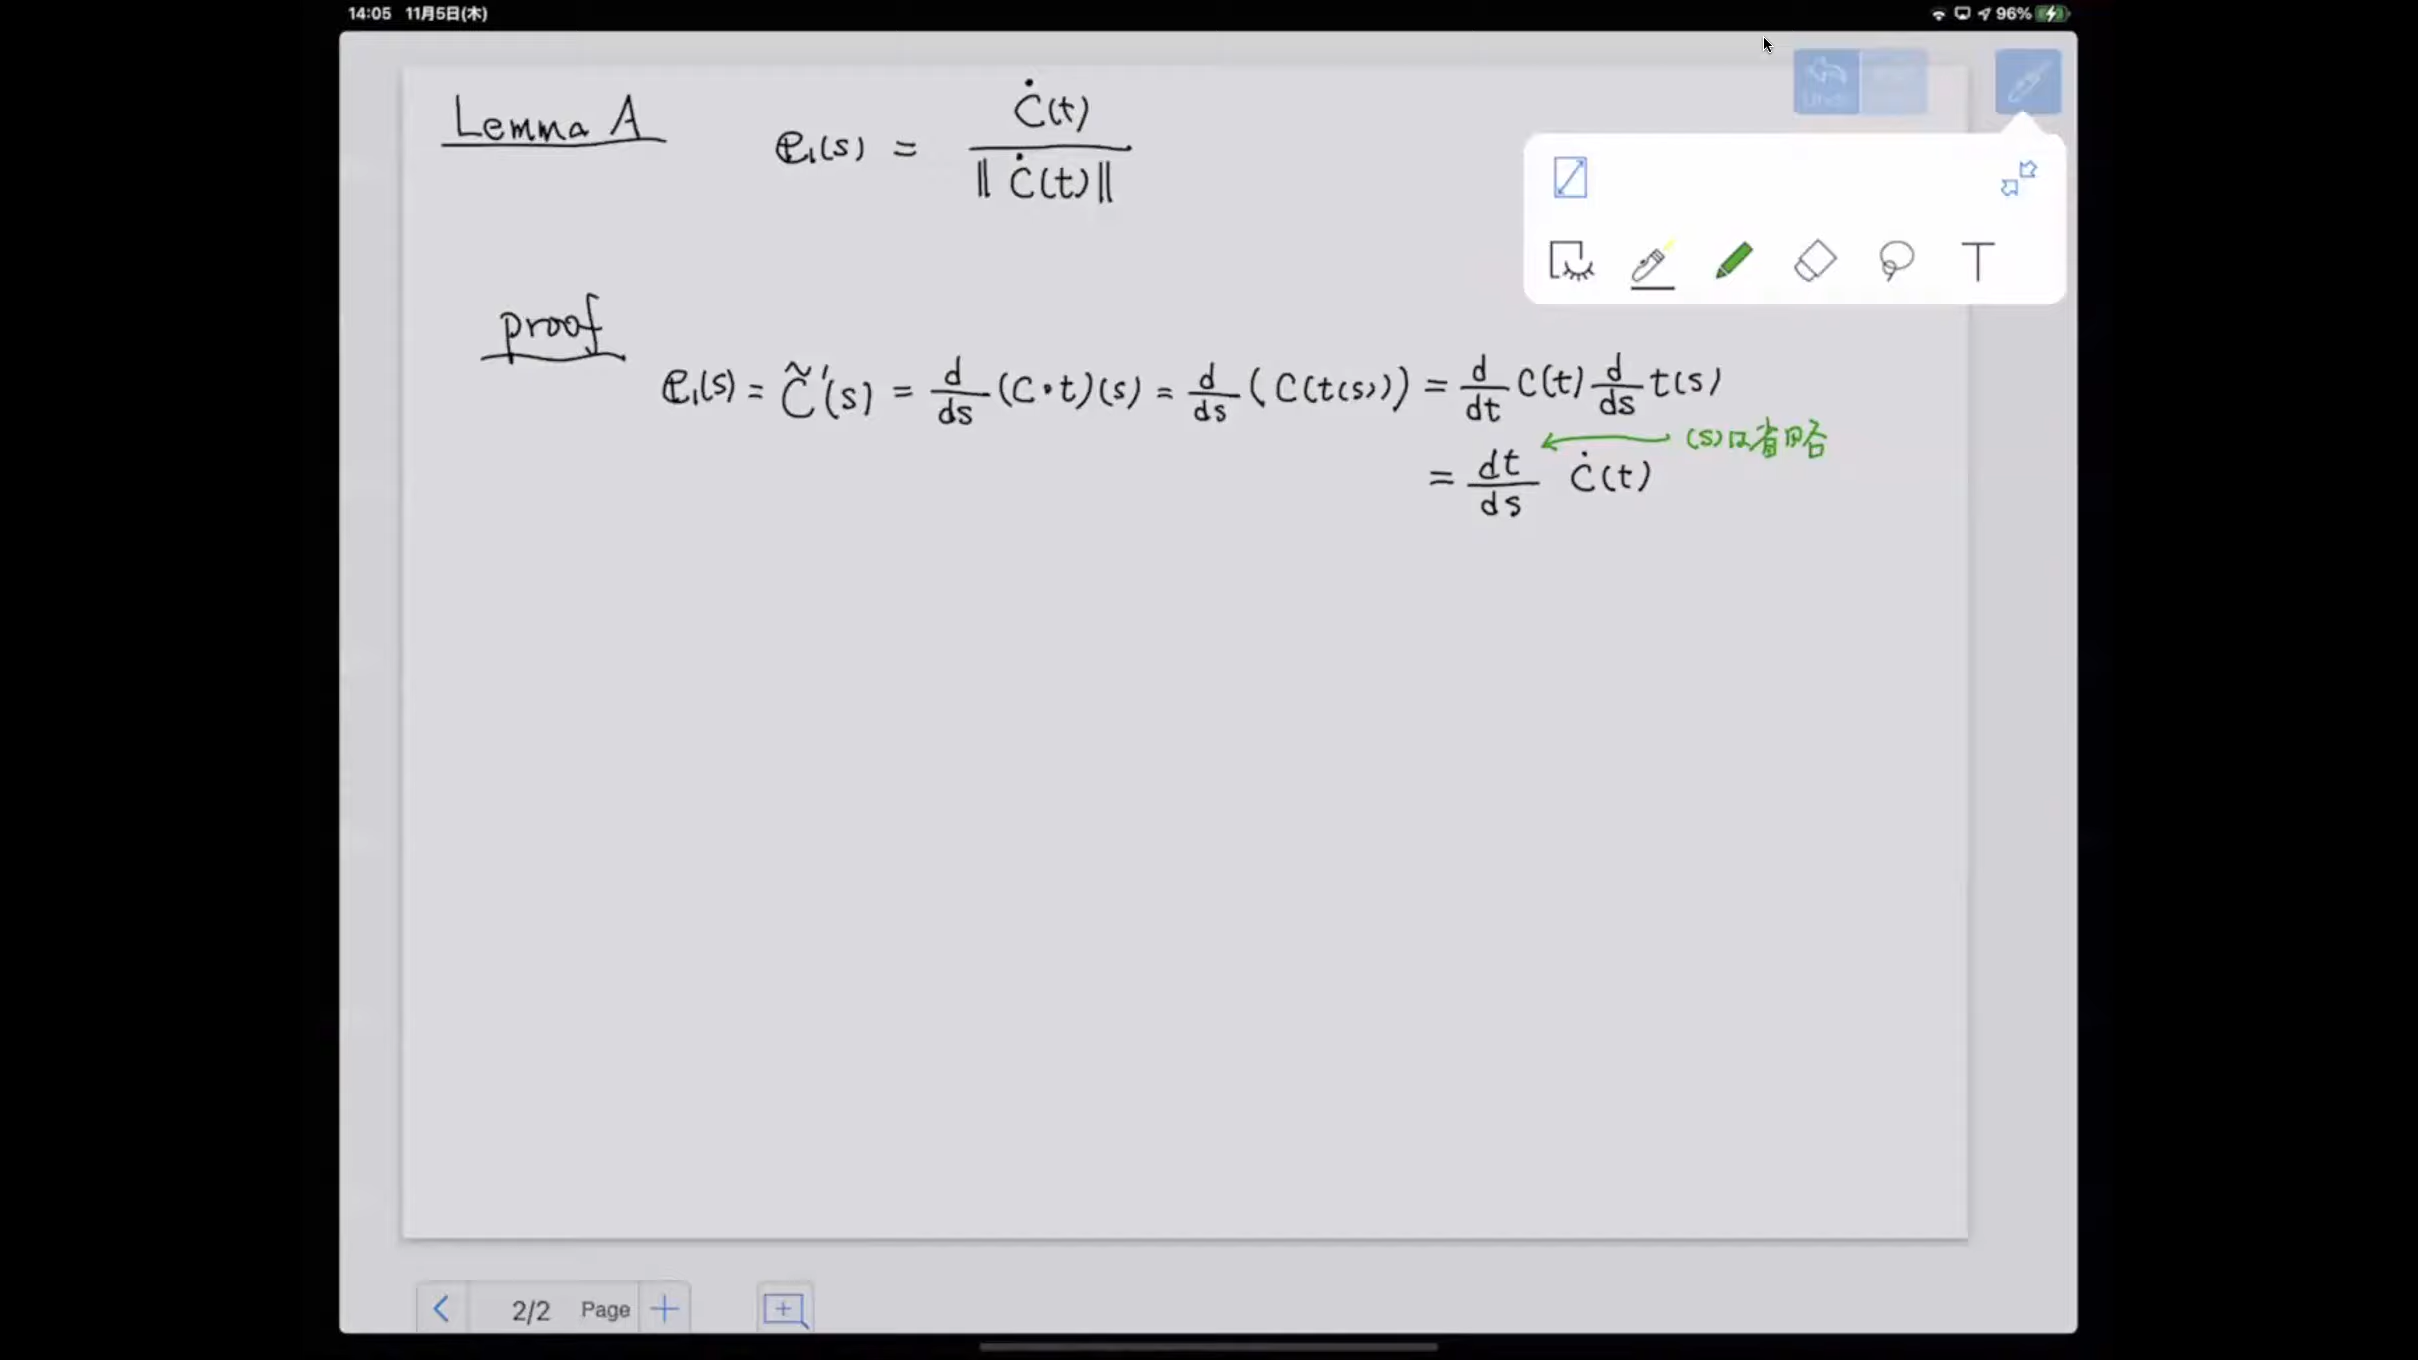 14:05 11月5日(木) 96%
Lemma A e₁(s) = Ċ(t) / ‖Ċ(t)‖
proof
e₁(s) = C̃′(s) = d/ds (C∘t)(s) = d/ds (C(t(s))) = d/dt C(t) d/ds t(s)
(s)は省略
= dt/ds Ċ(t)
T
2/2 Page